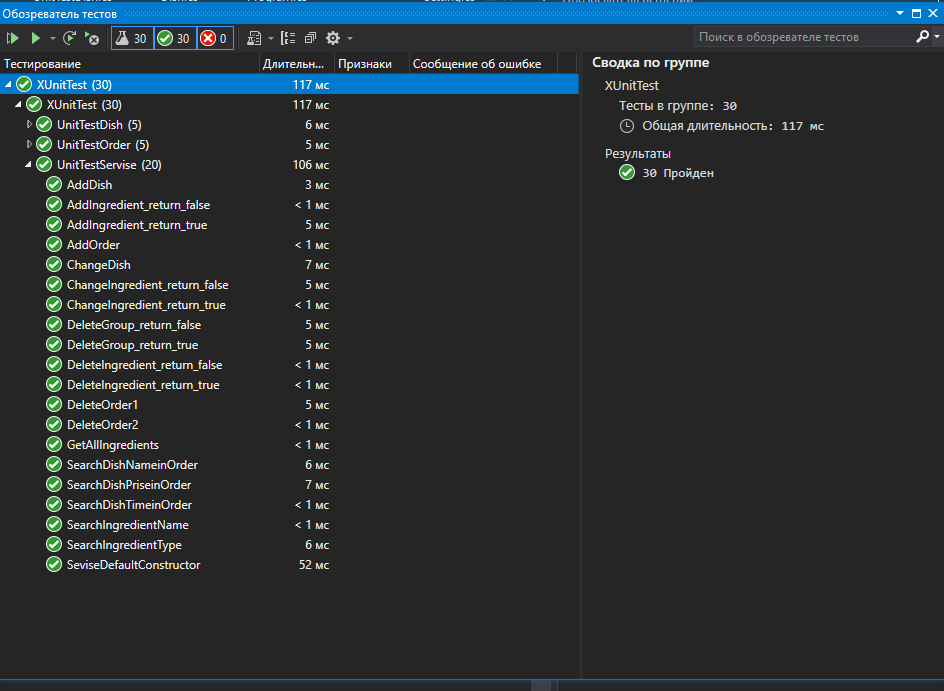 Обозреватель тестов
30 30 0
Поиск в обозревателе тестов
Тестирование Длительн... Признаки Сообщение об ошибке
XUnitTest (30) 117 мс
XUnitTest (30) 117 мс
UnitTestDish (5) 6 мс
UnitTestOrder (5) 5 мс
UnitTestServise (20) 106 мс
AddDish 3 мс
AddIngredient_return_false < 1 мс
AddIngredient_return_true 5 мс
AddOrder < 1 мс
ChangeDish 7 мс
ChangeIngredient_return_false 5 мс
ChangeIngredient_return_true < 1 мс
DeleteGroup_return_false 5 мс
DeleteGroup_return_true 5 мс
DeleteIngredient_return_false < 1 мс
DeleteIngredient_return_true < 1 мс
DeleteOrder1 5 мс
DeleteOrder2 < 1 мс
GetAllIngredients < 1 мс
SearchDishNameinOrder 6 мс
SearchDishPriseinOrder 7 мс
SearchDishTimeinOrder < 1 мс
SearchIngredientName < 1 мс
SearchIngredientType 6 мс
SeviseDefaultConstructor 52 мс
Сводка по группе
XUnitTest
Тесты в группе: 30
Общая длительность: 117 мс
Результаты
30 Пройден